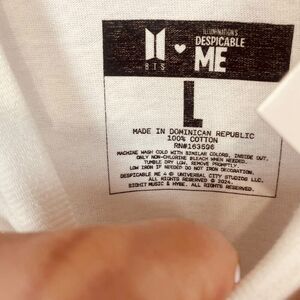 ILLUMINATION'S
DESPICABLE
BTS ME
L
MADE IN DOMINICAN REPUBLIC
100% COTTON
RN#163596
MACHINE WASH COLD WITH SIMILAR COLORS, INSIDE OUT.
ONLY NON-CHLORINE BLEACH WHEN NEEDED.
TUMBLE DRY LOW. REMOVE PROMPTLY.
LOW IRON IF NEEDED DO NOT IRON DECORATION.
DESPICABLE ME 4 © UNIVERSAL CITY STUDIOS LLC.
ALL RIGHTS RESERVED © 2024.
BIGHIT MUSIC & HYBE. ALL RIGHTS RESERVED.